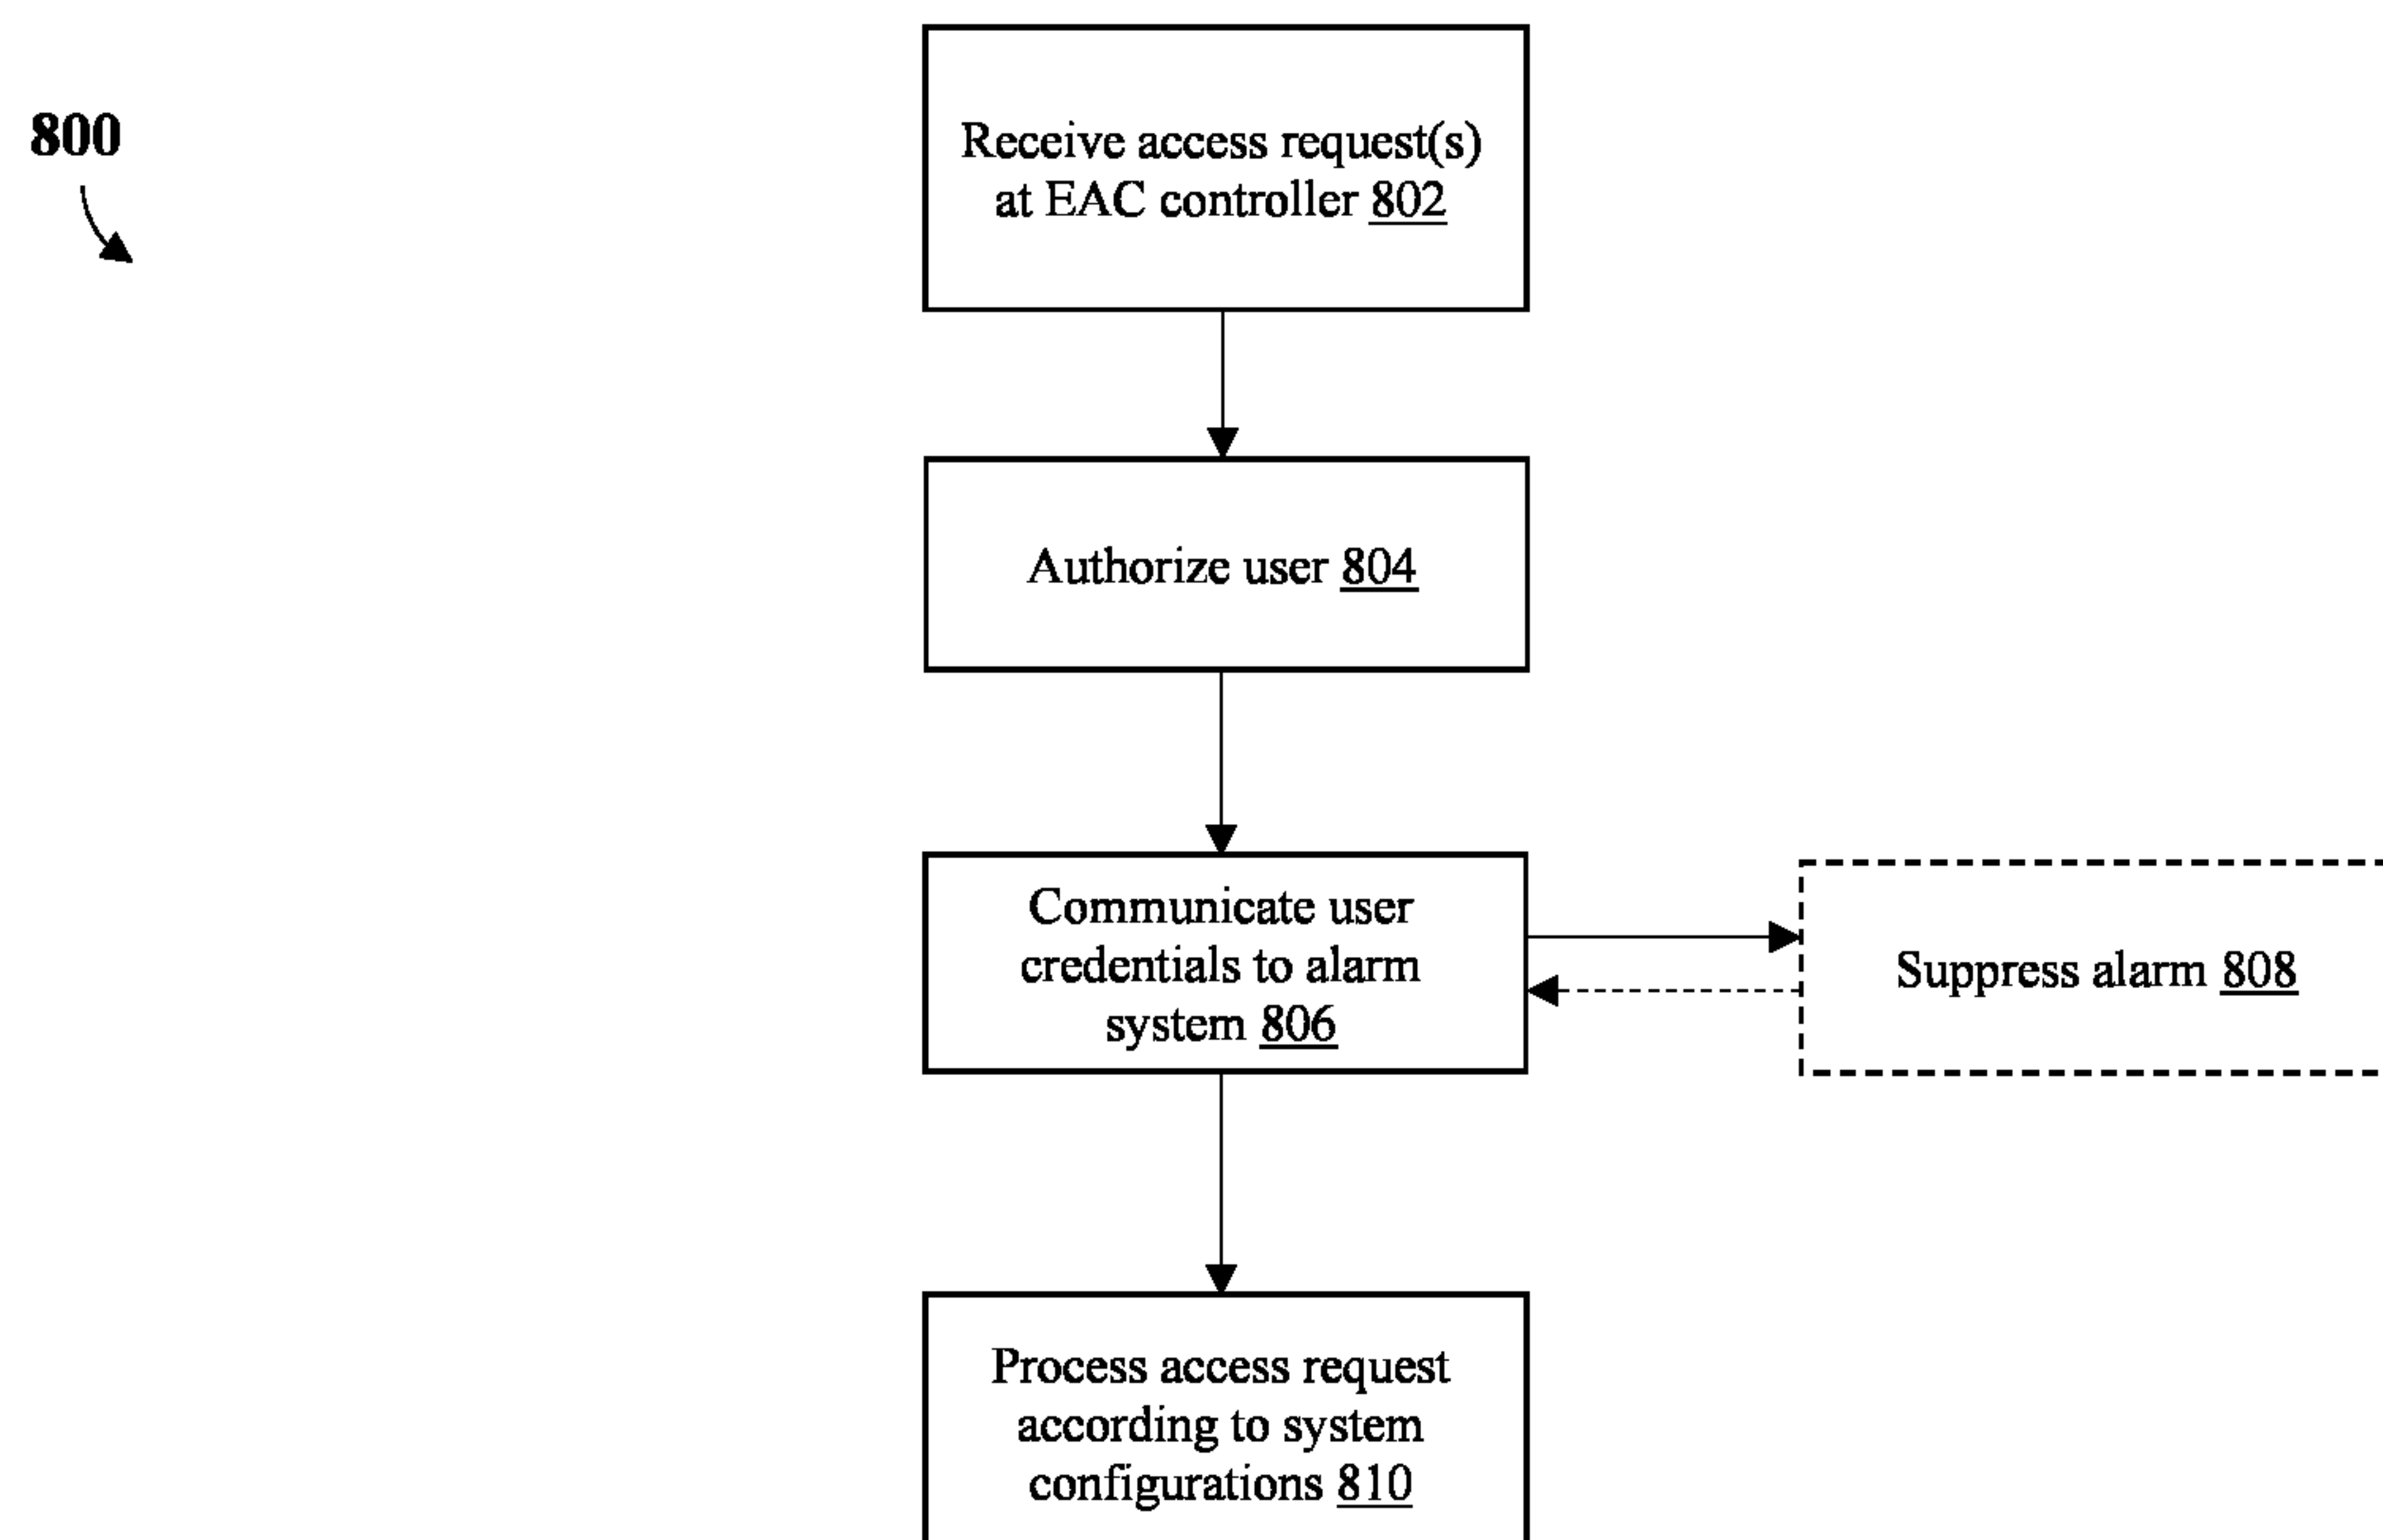 800
Receive access request(s)
at EAC controller 802
Authorize user 804
Communicate user
credentials to alarm
system 806
Suppress alarm 808
Process access request
according to system
configurations 810